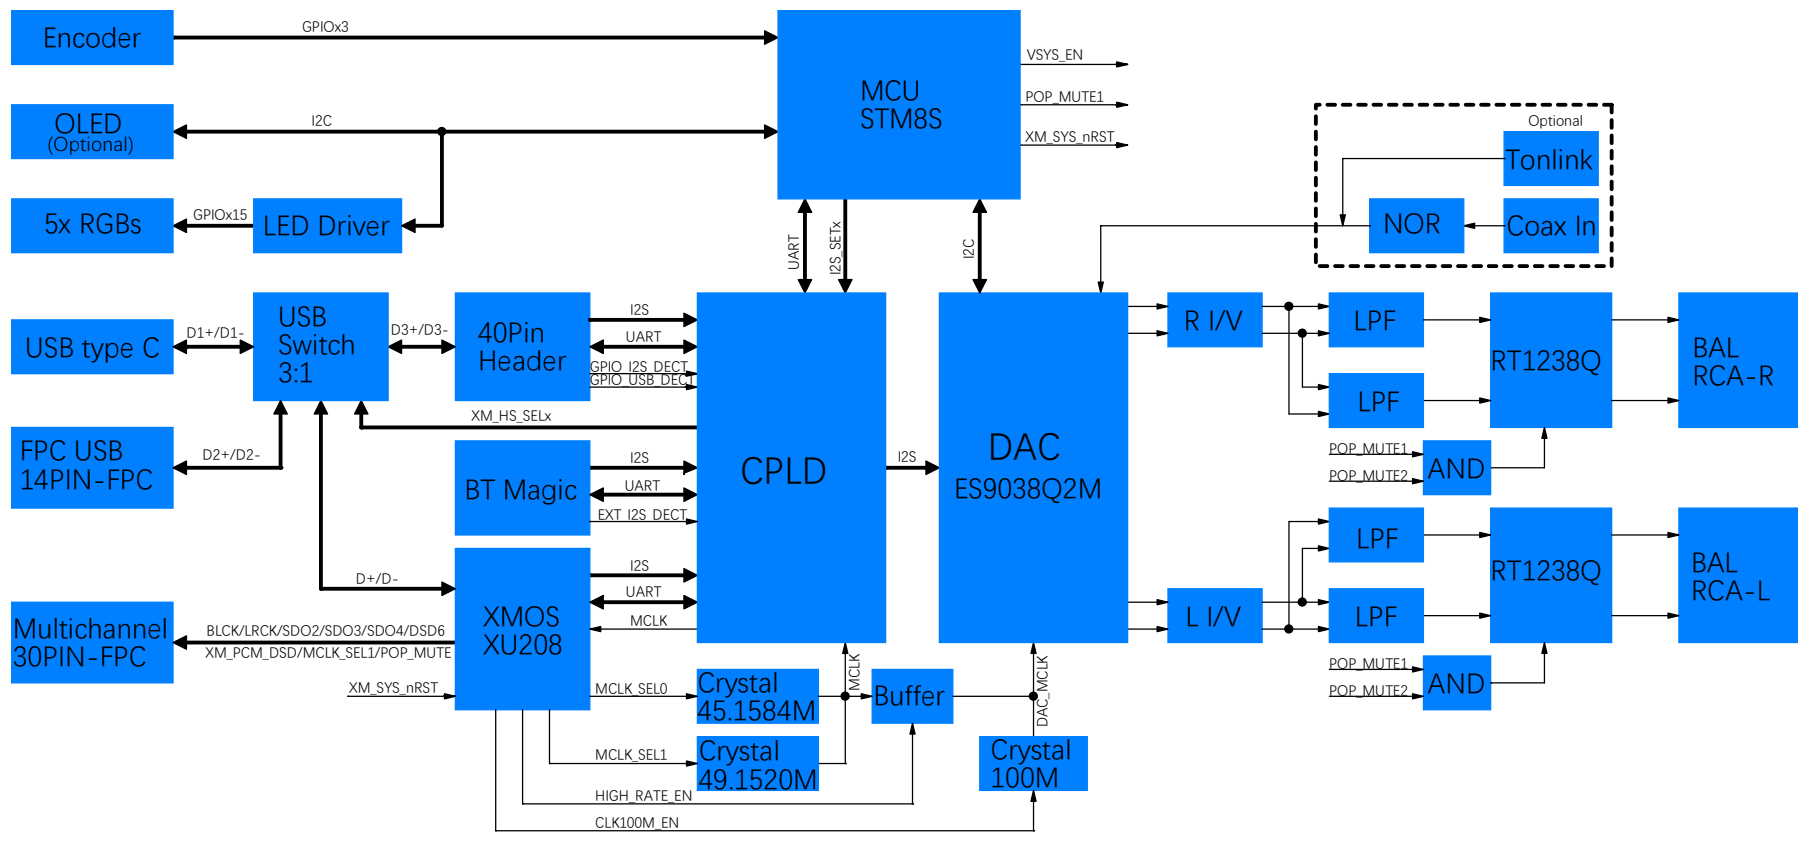 Encoder
GPIOx3
MCU
STM8S
VSYS_EN
POP_MUTE1
XM_SYS_nRST
OLED
(Optional)
I2C
5x RGBs
GPIOx15
LED Driver
UART
I2S_SETx
I2C
Optional
Tonlink
NOR
Coax In
USB type C
D1+/D1-
USB
Switch
3:1
D3+/D3-
40Pin
Header
I2S
UART
GPIO_I2S_DECT
GPIO_USB_DECT
XM_HS_SELx
FPC USB
14PIN-FPC
D2+/D2-
BT Magic
I2S
UART
EXT_I2S_DECT
CPLD
I2S
DAC
ES9038Q2M
R I/V
LPF
LPF
RT1238Q
BAL
RCA-R
POP_MUTE1
POP_MUTE2
AND
D+/D-
XMOS
XU208
I2S
UART
MCLK
Multichannel
30PIN-FPC
BLCK/LRCK/SDO2/SDO3/SDO4/DSD6
XM_PCM_DSD/MCLK_SEL1/POP_MUTE
XM_SYS_nRST
L I/V
LPF
LPF
RT1238Q
BAL
RCA-L
POP_MUTE1
POP_MUTE2
AND
MCLK_SEL0
Crystal
45.1584M
MCLK
Buffer
DAC_MCLK
MCLK_SEL1
Crystal
49.1520M
Crystal
100M
HIGH_RATE_EN
CLK100M_EN